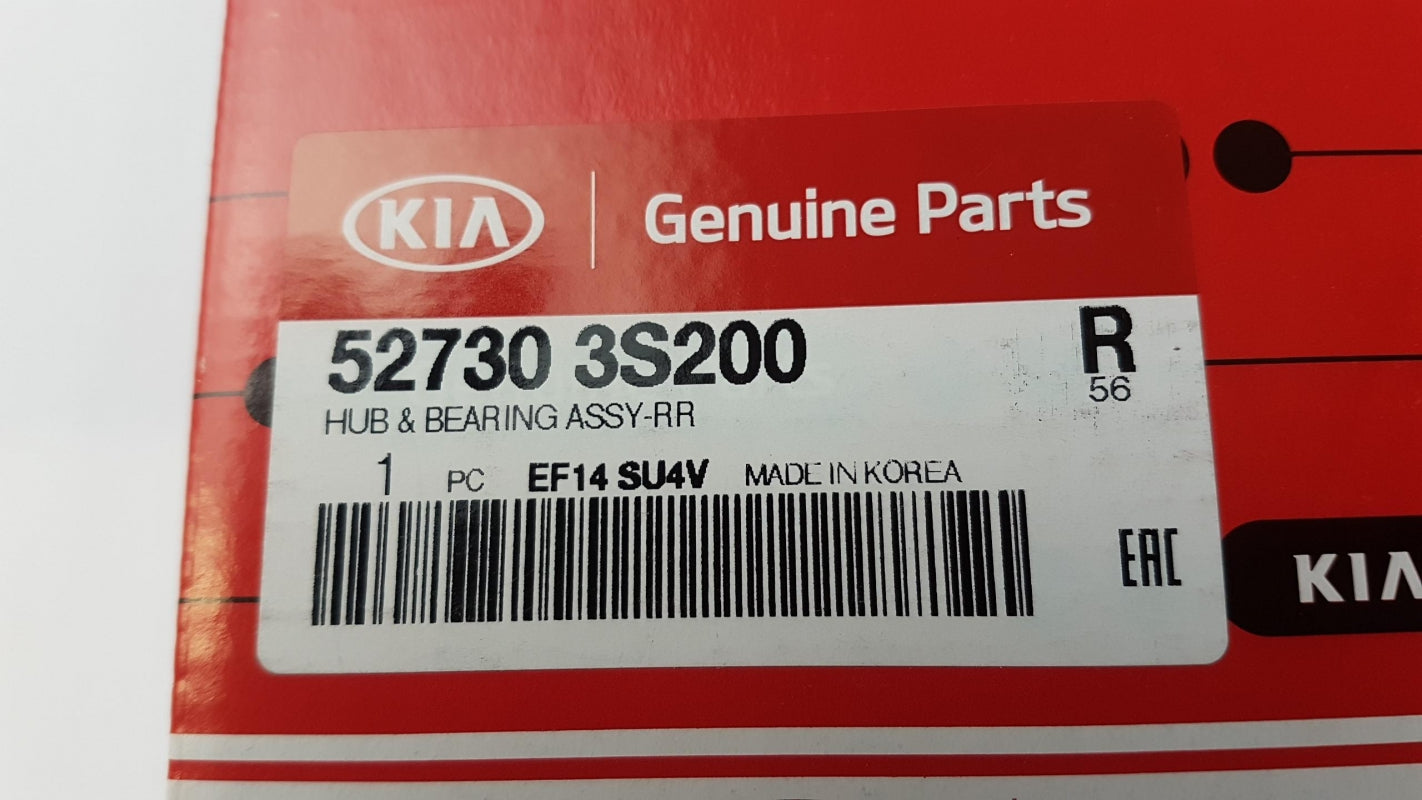 KIA Genuine Parts
52730 3S200 R
56
HUB & BEARING ASSY-RR
1 PC EF14 SU4V MADE IN KOREA
EAC
KIA